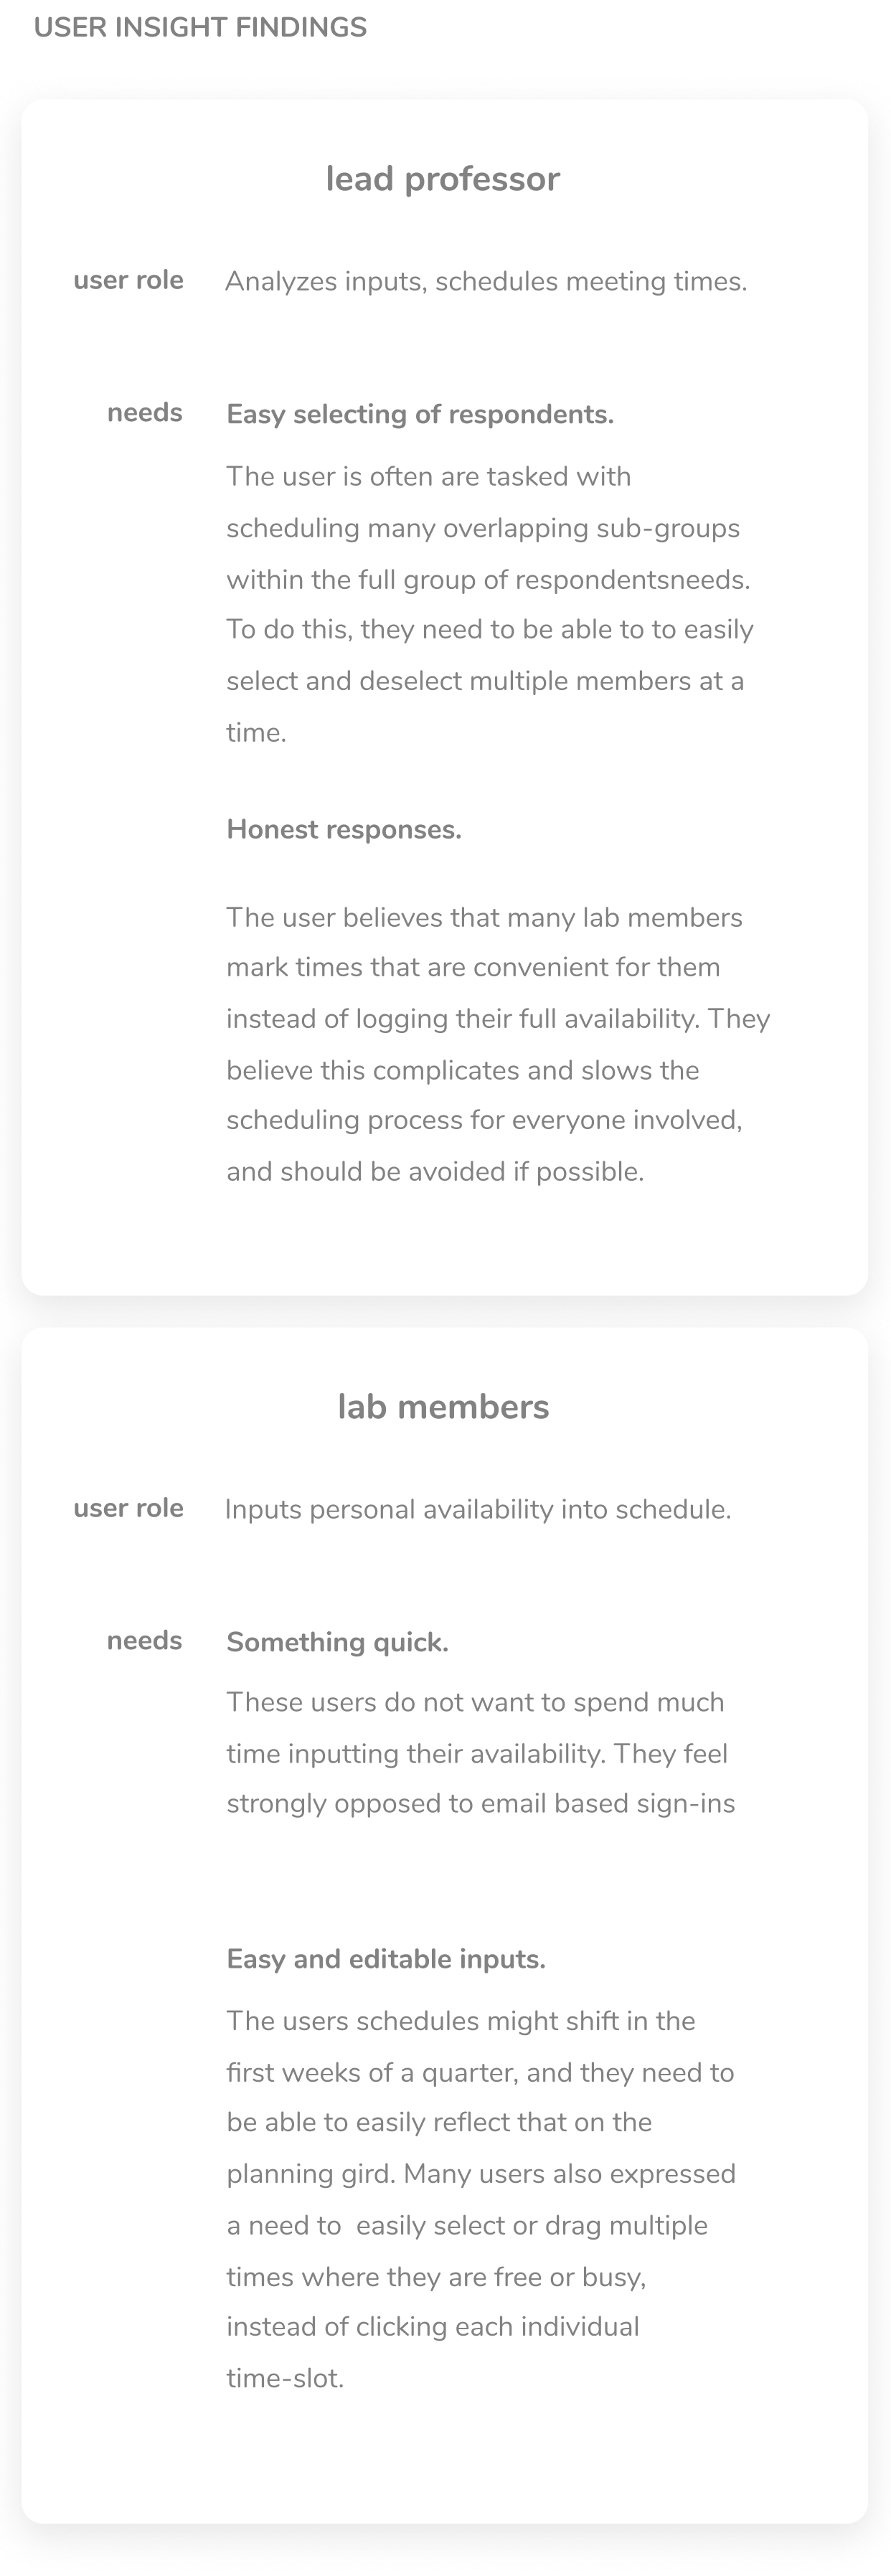 USER INSIGHT FINDINGS
lead professor
user role
Analyzes inputs, schedules meeting times.
needs
Easy selecting of respondents.
The user is often are tasked with
scheduling many overlapping sub-groups
within the full group of respondentsneeds.
To do this, they need to be able to to easily
select and deselect multiple members at a
time.
Honest responses.
The user believes that many lab members
mark times that are convenient for them
instead of logging their full availability. They
believe this complicates and slows the
scheduling process for everyone involved,
and should be avoided if possible.
lab members
user role
Inputs personal availability into schedule.
needs
Something quick.
These users do not want to spend much
time inputting their availability. They feel
strongly opposed to email based sign-ins
Easy and editable inputs.
The users schedules might shift in the
first weeks of a quarter, and they need to
be able to easily reflect that on the
planning gird. Many users also expressed
a need to  easily select or drag multiple
times where they are free or busy,
instead of clicking each individual
time-slot.